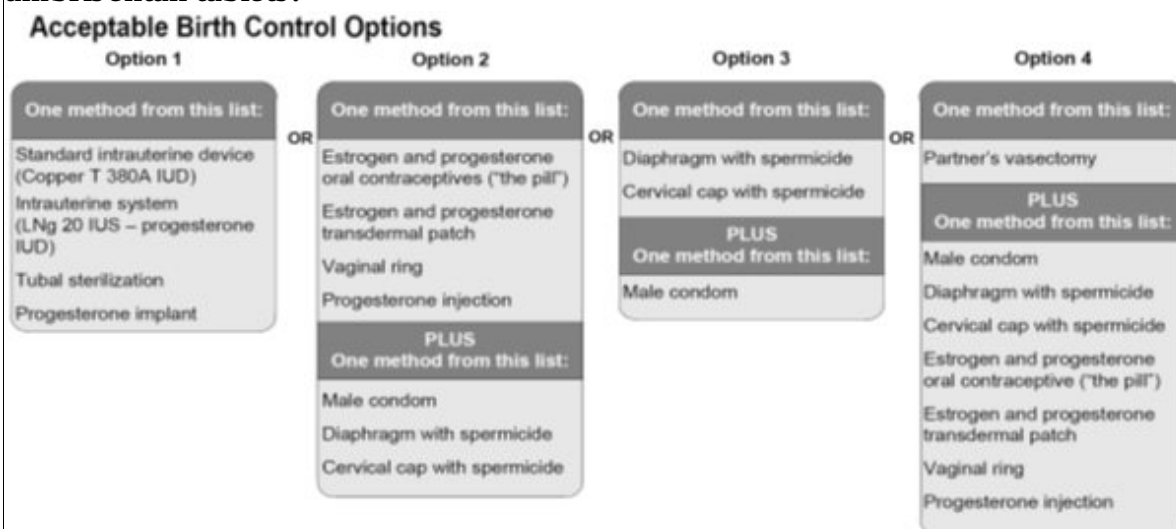 Acceptable Birth Control Options
Option 1
One method from this list:
Standard intrauterine device
(Copper T 380A IUD)
Intrauterine system
(LNg 20 IUS – progesterone
IUD)
Tubal sterilization
Progesterone implant
OR
Option 2
One method from this list:
Estrogen and progesterone
oral contraceptives ("the pill")
Estrogen and progesterone
transdermal patch
Vaginal ring
Progesterone injection
PLUS
One method from this list:
Male condom
Diaphragm with spermicide
Cervical cap with spermicide
OR
Option 3
One method from this list:
Diaphragm with spermicide
Cervical cap with spermicide
PLUS
One method from this list:
Male condom
OR
Option 4
One method from this list:
Partner's vasectomy
PLUS
One method from this list:
Male condom
Diaphragm with spermicide
Cervical cap with spermicide
Estrogen and progesterone
oral contraceptive ("the pill")
Estrogen and progesterone
transdermal patch
Vaginal ring
Progesterone injection